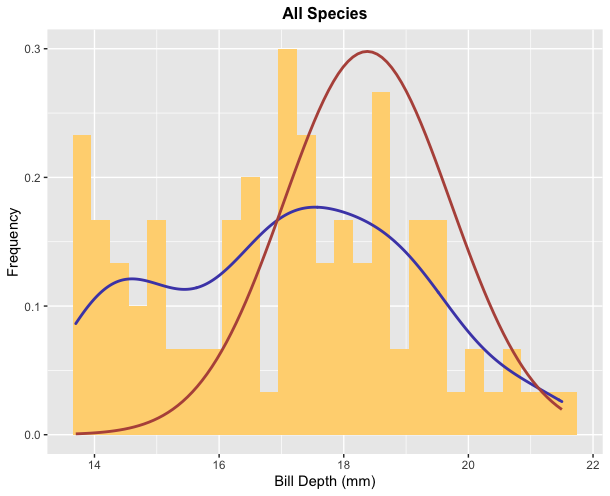 All Species
0.3
0.2
0.1
0.0
Frequency
14 16 18 20 22
Bill Depth (mm)